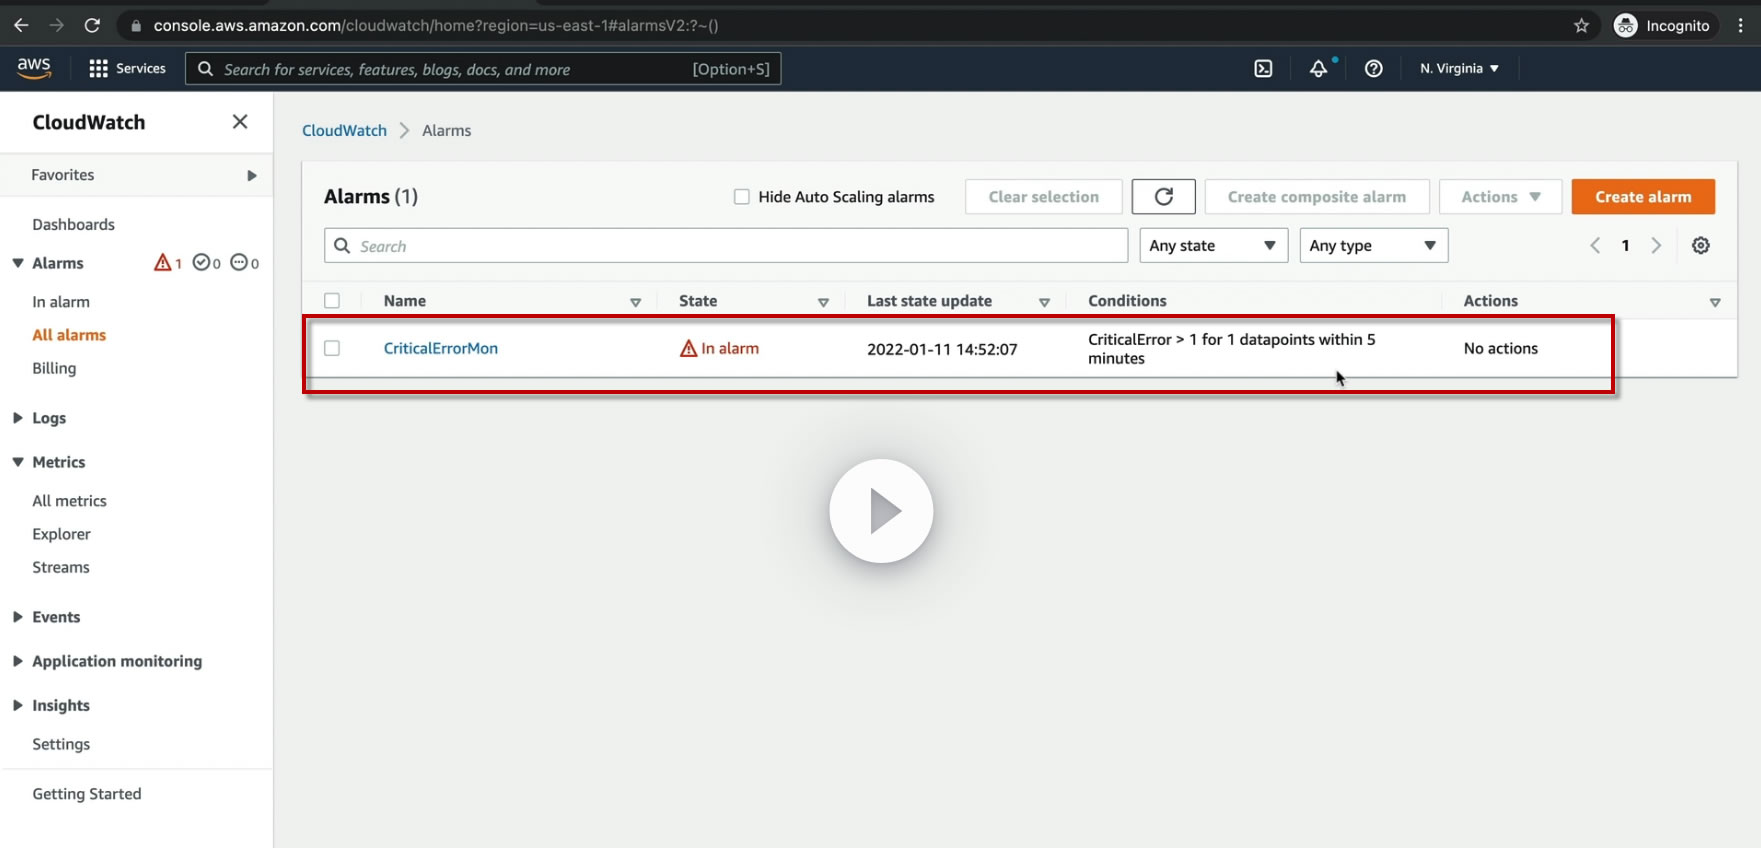 console.aws.amazon.com/cloudwatch/home?region=us-east-1#alarmsV2:?~()
Incognito
aws
Services
Search for services, features, blogs, docs, and more
[Option+S]
N. Virginia
CloudWatch
Favorites
Dashboards
Alarms
1
0
0
In alarm
All alarms
Billing
Logs
Metrics
All metrics
Explorer
Streams
Events
Application monitoring
Insights
Settings
Getting Started
CloudWatch
Alarms
Alarms (1)
Hide Auto Scaling alarms
Clear selection
Create composite alarm
Actions
Create alarm
Search
Any state
Any type
1
Name
State
Last state update
Conditions
Actions
CriticalErrorMon
In alarm
2022-01-11 14:52:07
CriticalError > 1 for 1 datapoints within 5
minutes
No actions